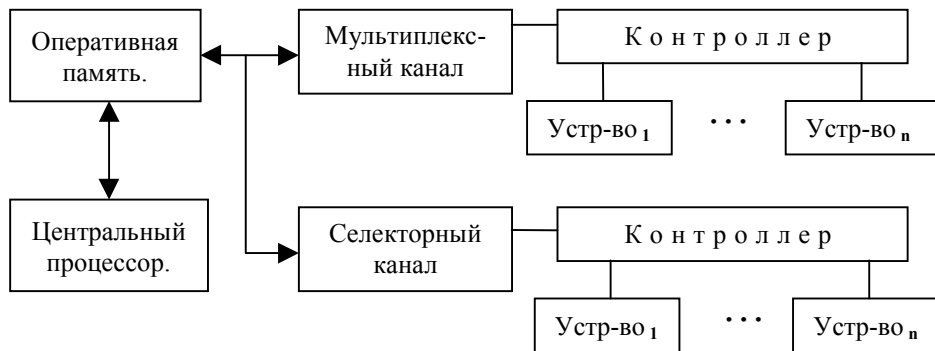 Оперативная
память.
Мультиплекс-
ный канал
К о н т р о л л е р
Устр-во 1
...
Устр-во n
Центральный
процессор.
Селекторный
канал
К о н т р о л л е р
Устр-во 1
...
Устр-во n